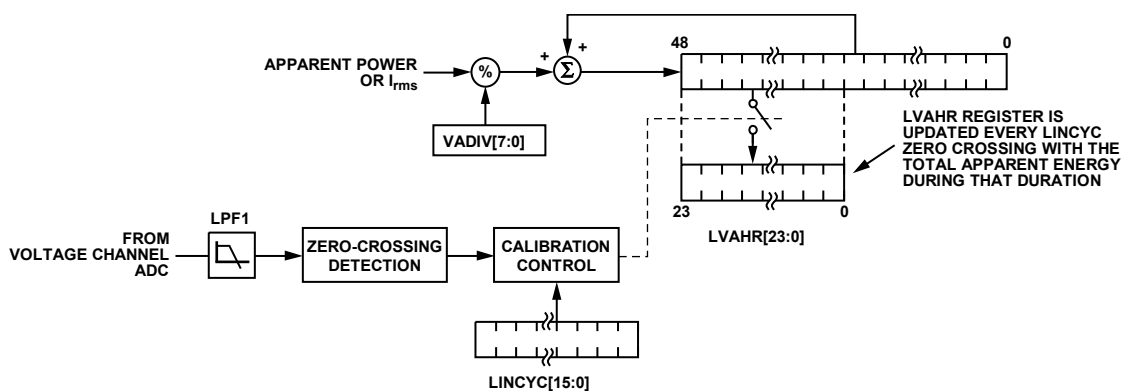 48
0
+
+
APPARENT POWER
OR Irms
%
Σ
VADIV[7:0]
LVAHR REGISTER IS
UPDATED EVERY LINCYC
ZERO CROSSING WITH THE
TOTAL APPARENT ENERGY
DURING THAT DURATION
23
0
LVAHR[23:0]
LPF1
FROM
VOLTAGE CHANNEL
ADC
ZERO-CROSSING
DETECTION
CALIBRATION
CONTROL
LINCYC[15:0]